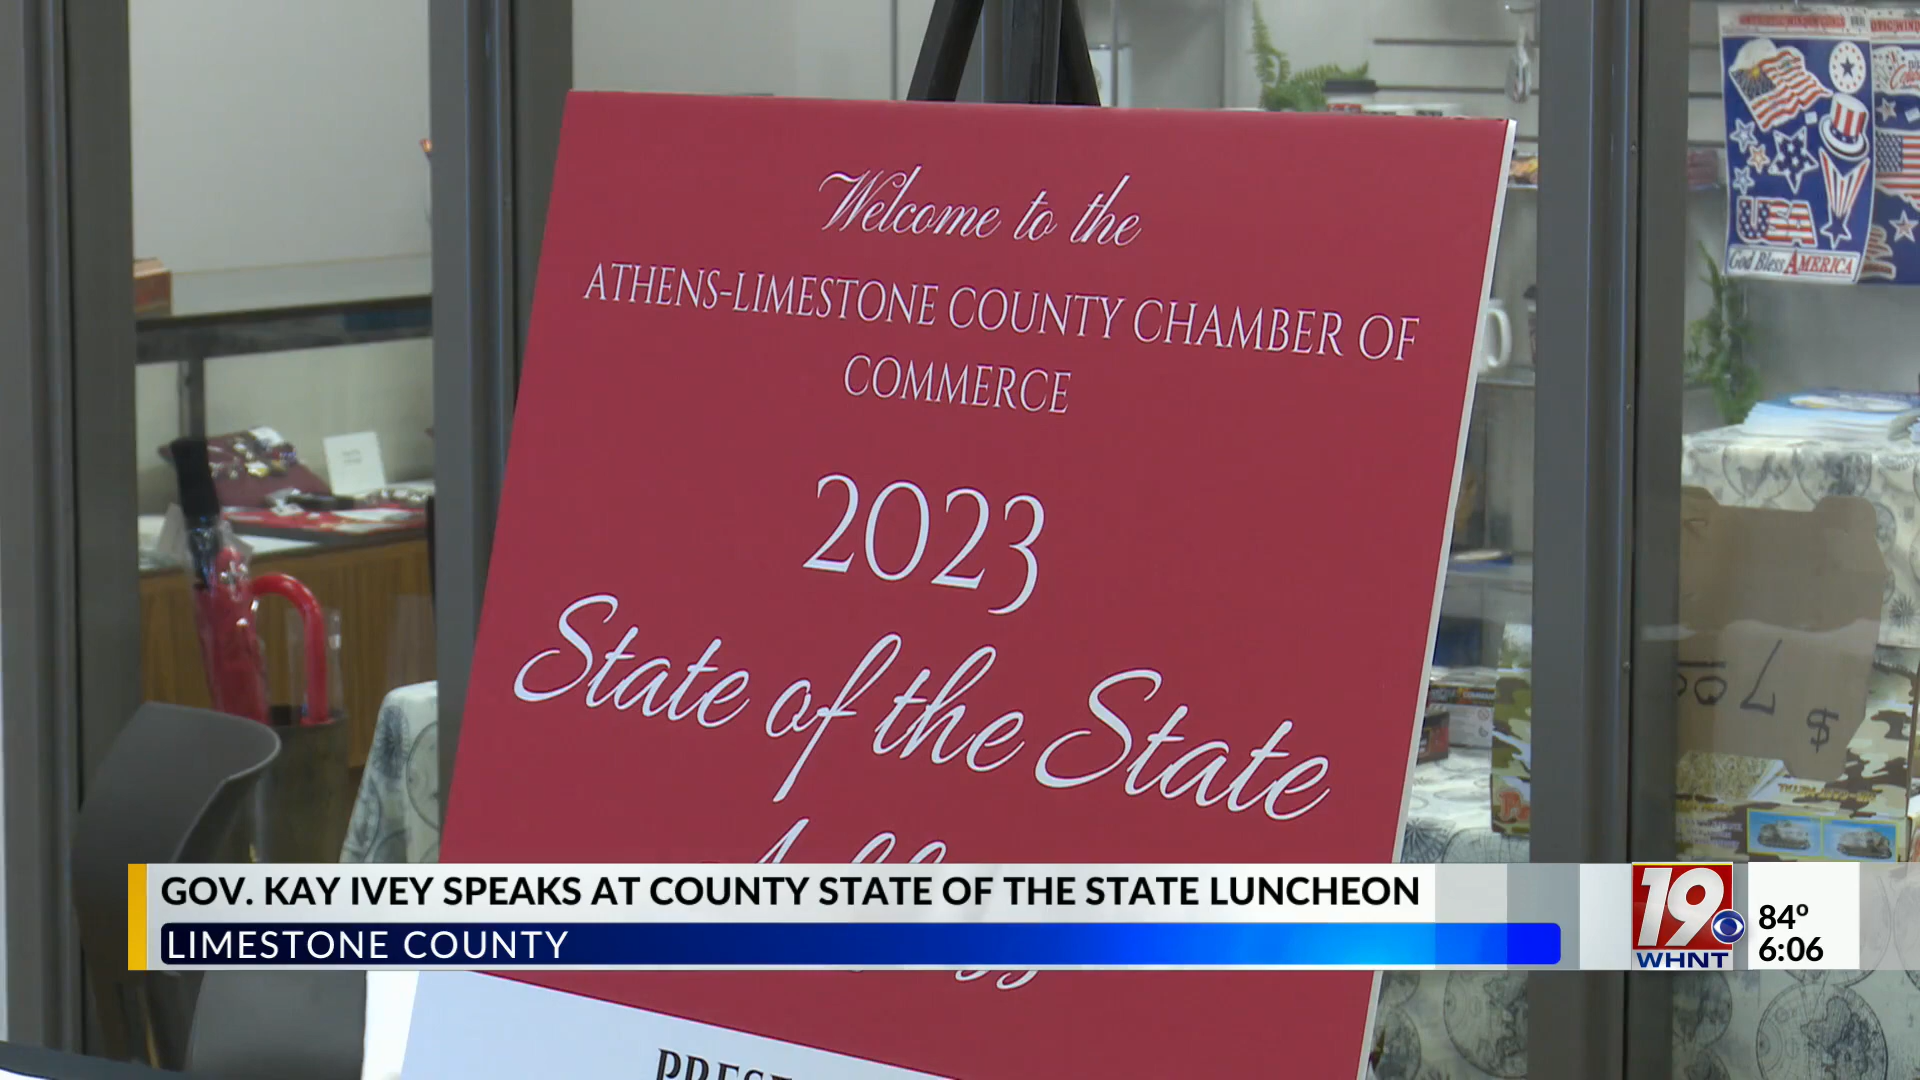 Welcome to the
ATHENS-LIMESTONE COUNTY CHAMBER OF
COMMERCE
2023
State of the State
USA
God Bless AMERICA
$
GOV. KAY IVEY SPEAKS AT COUNTY STATE OF THE STATE LUNCHEON
LIMESTONE COUNTY
19
WHNT
84º
6:06